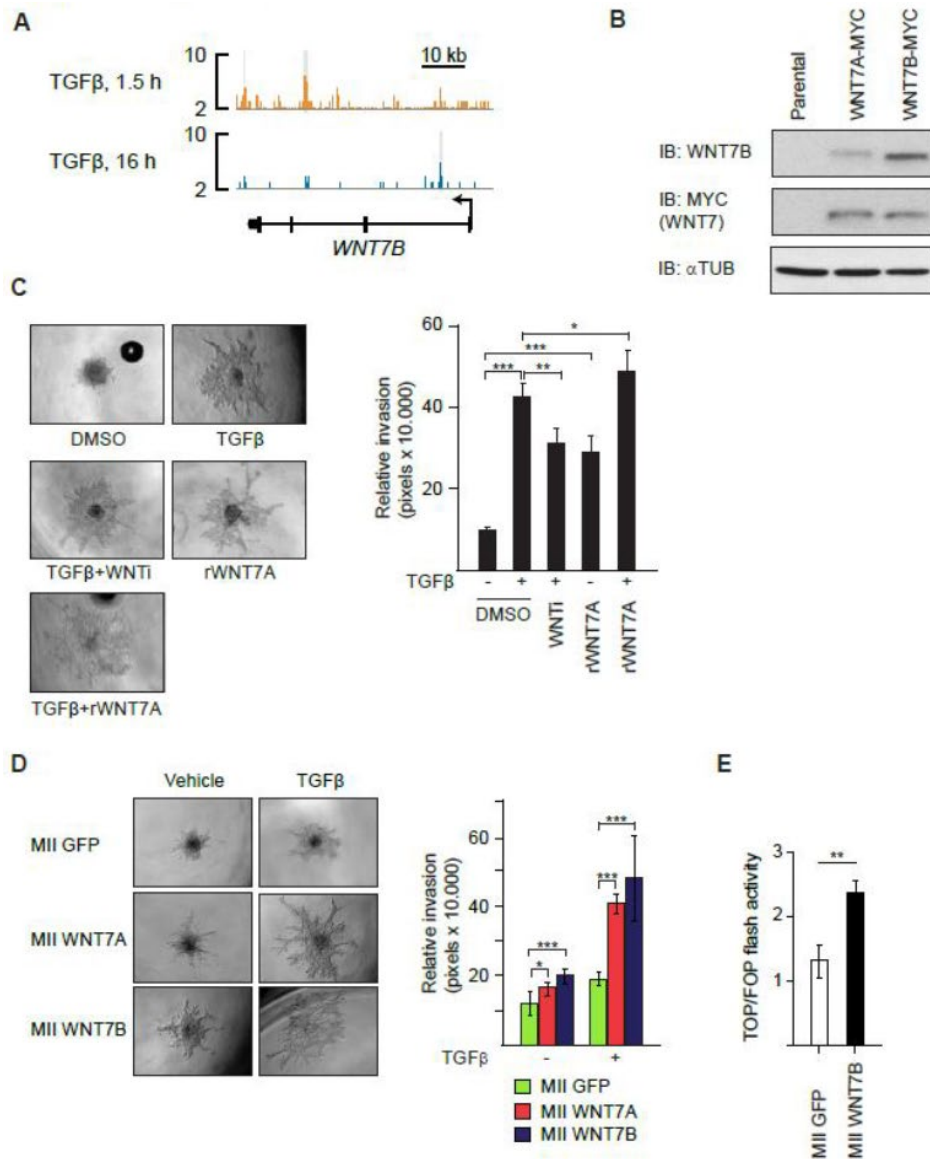 A
TGFβ, 1.5 h
10
2
10 kb
TGFβ, 16 h
10
2
WNT7B
B
Parental
WNT7A-MYC
WNT7B-MYC
IB: WNT7B
IB: MYC
(WNT7)
IB: αTUB
C
DMSO
TGFβ
TGFβ+WNTi
rWNT7A
TGFβ+rWNT7A
Relative invasion
(pixels x 10.000)
60
40
20
*
***
*** **
TGFβ - + + - +
DMSO
WNTi
rWNT7A
rWNT7A
D
Vehicle
TGFβ
MII GFP
MII WNT7A
MII WNT7B
Relative invasion
(pixels x 10.000)
60
40
20
***
***
***
*
TGFβ - +
MII GFP
MII WNT7A
MII WNT7B
E
TOP/FOP flash activity
3
2
1
0
**
MII GFP
MII WNT7B